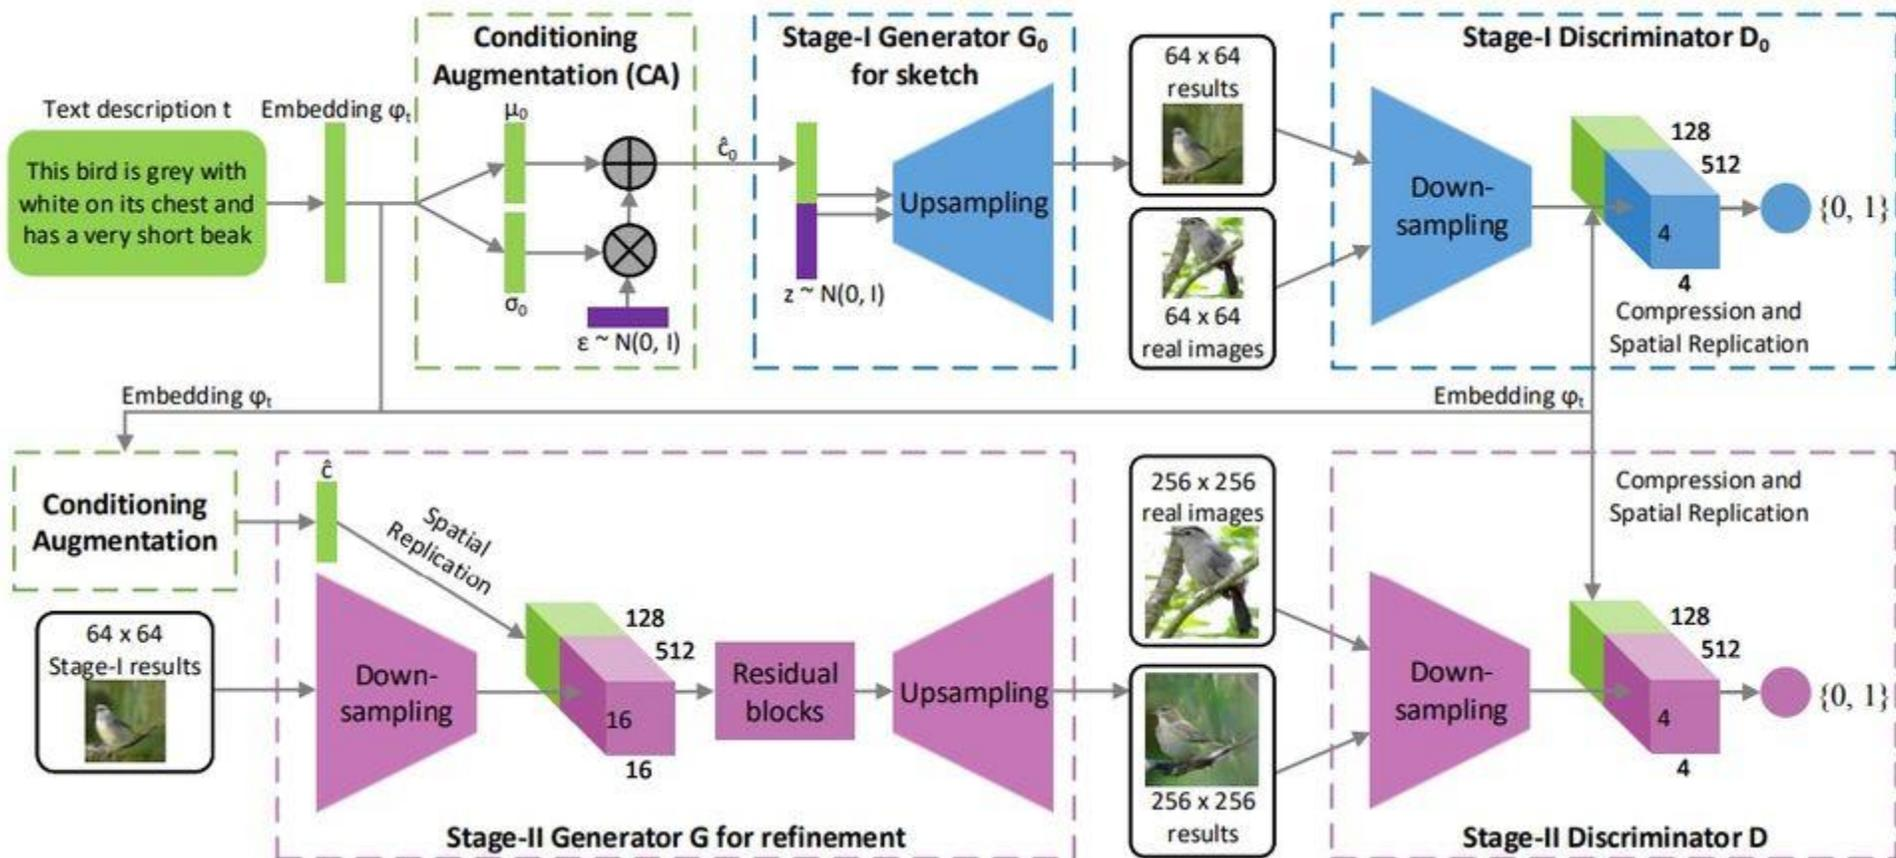 Text description t
This bird is grey with
white on its chest and
has a very short beak
Embedding φₜ
Conditioning
Augmentation (CA)
μ₀
σ₀
ε ~ N(0, I)
ĉ₀
Stage-I Generator G₀
for sketch
Upsampling
z ~ N(0, I)
64 x 64
results
64 x 64
real images
Stage-I Discriminator D₀
Down-
sampling
128
512
4
4
{0, 1}
Compression and
Spatial Replication
Embedding φₜ
Embedding φₜ
Conditioning
Augmentation
64 x 64
Stage-I results
ĉ
Spatial
Replication
Down-
sampling
128
512
16
16
Residual
blocks
Upsampling
Stage-II Generator G for refinement
256 x 256
real images
256 x 256
results
Compression and
Spatial Replication
Down-
sampling
128
512
4
4
{0, 1}
Stage-II Discriminator D